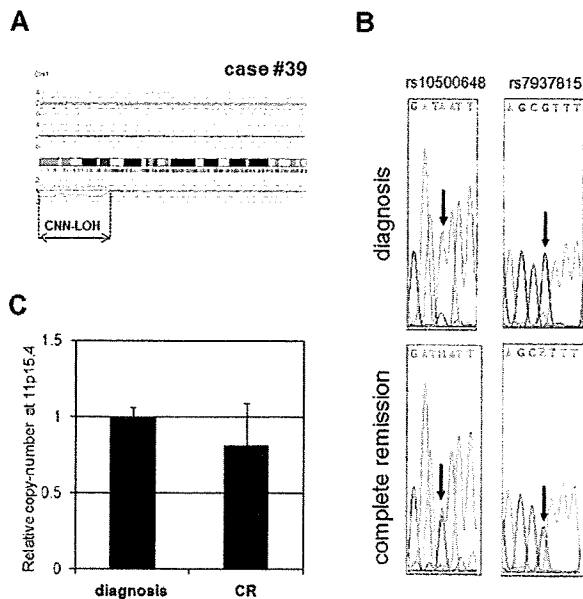 A
case #39
CNN-LOH
B
rs10500648 rs7937815
G A T A A T T
A G C G T T T
diagnosis
complete remission
C
Relative copy-number at 11p15.4
1.5
1
0.5
0
diagnosis CR